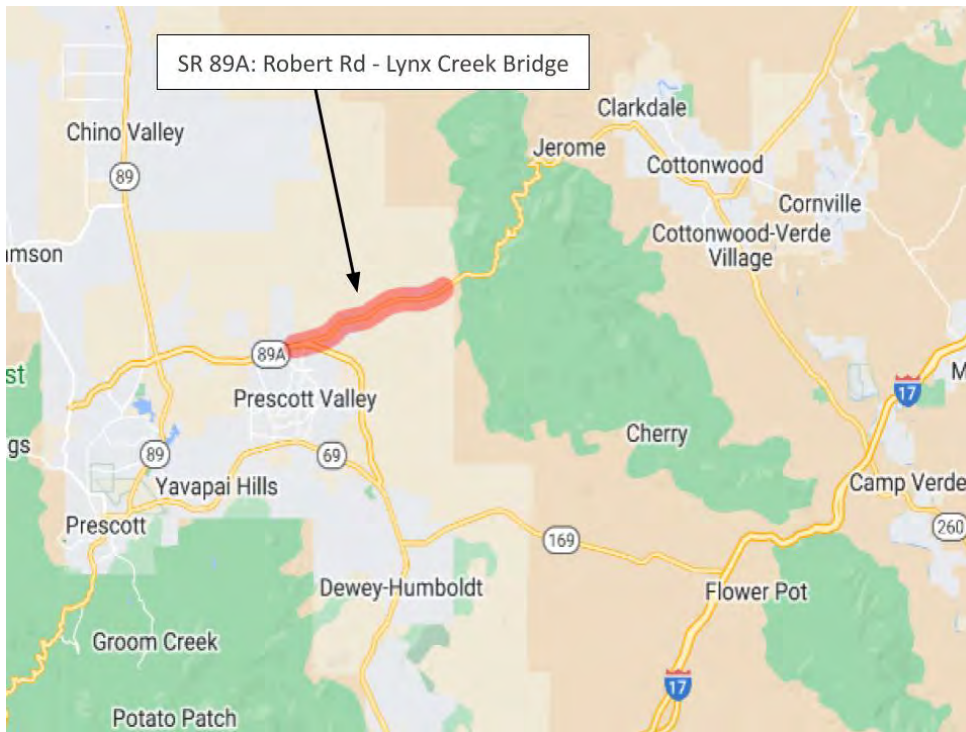 SR 89A: Robert Rd - Lynx Creek Bridge
Clarkdale
Chino Valley
Jerome
Cottonwood
89
Cornville
Cottonwood-Verde
Village
amson
89A
17
M
st
Prescott Valley
Cherry
gs
89
69
Yavapai Hills
Camp Verde
Prescott
260
169
Dewey-Humboldt
Flower Pot
Groom Creek
17
Potato Patch